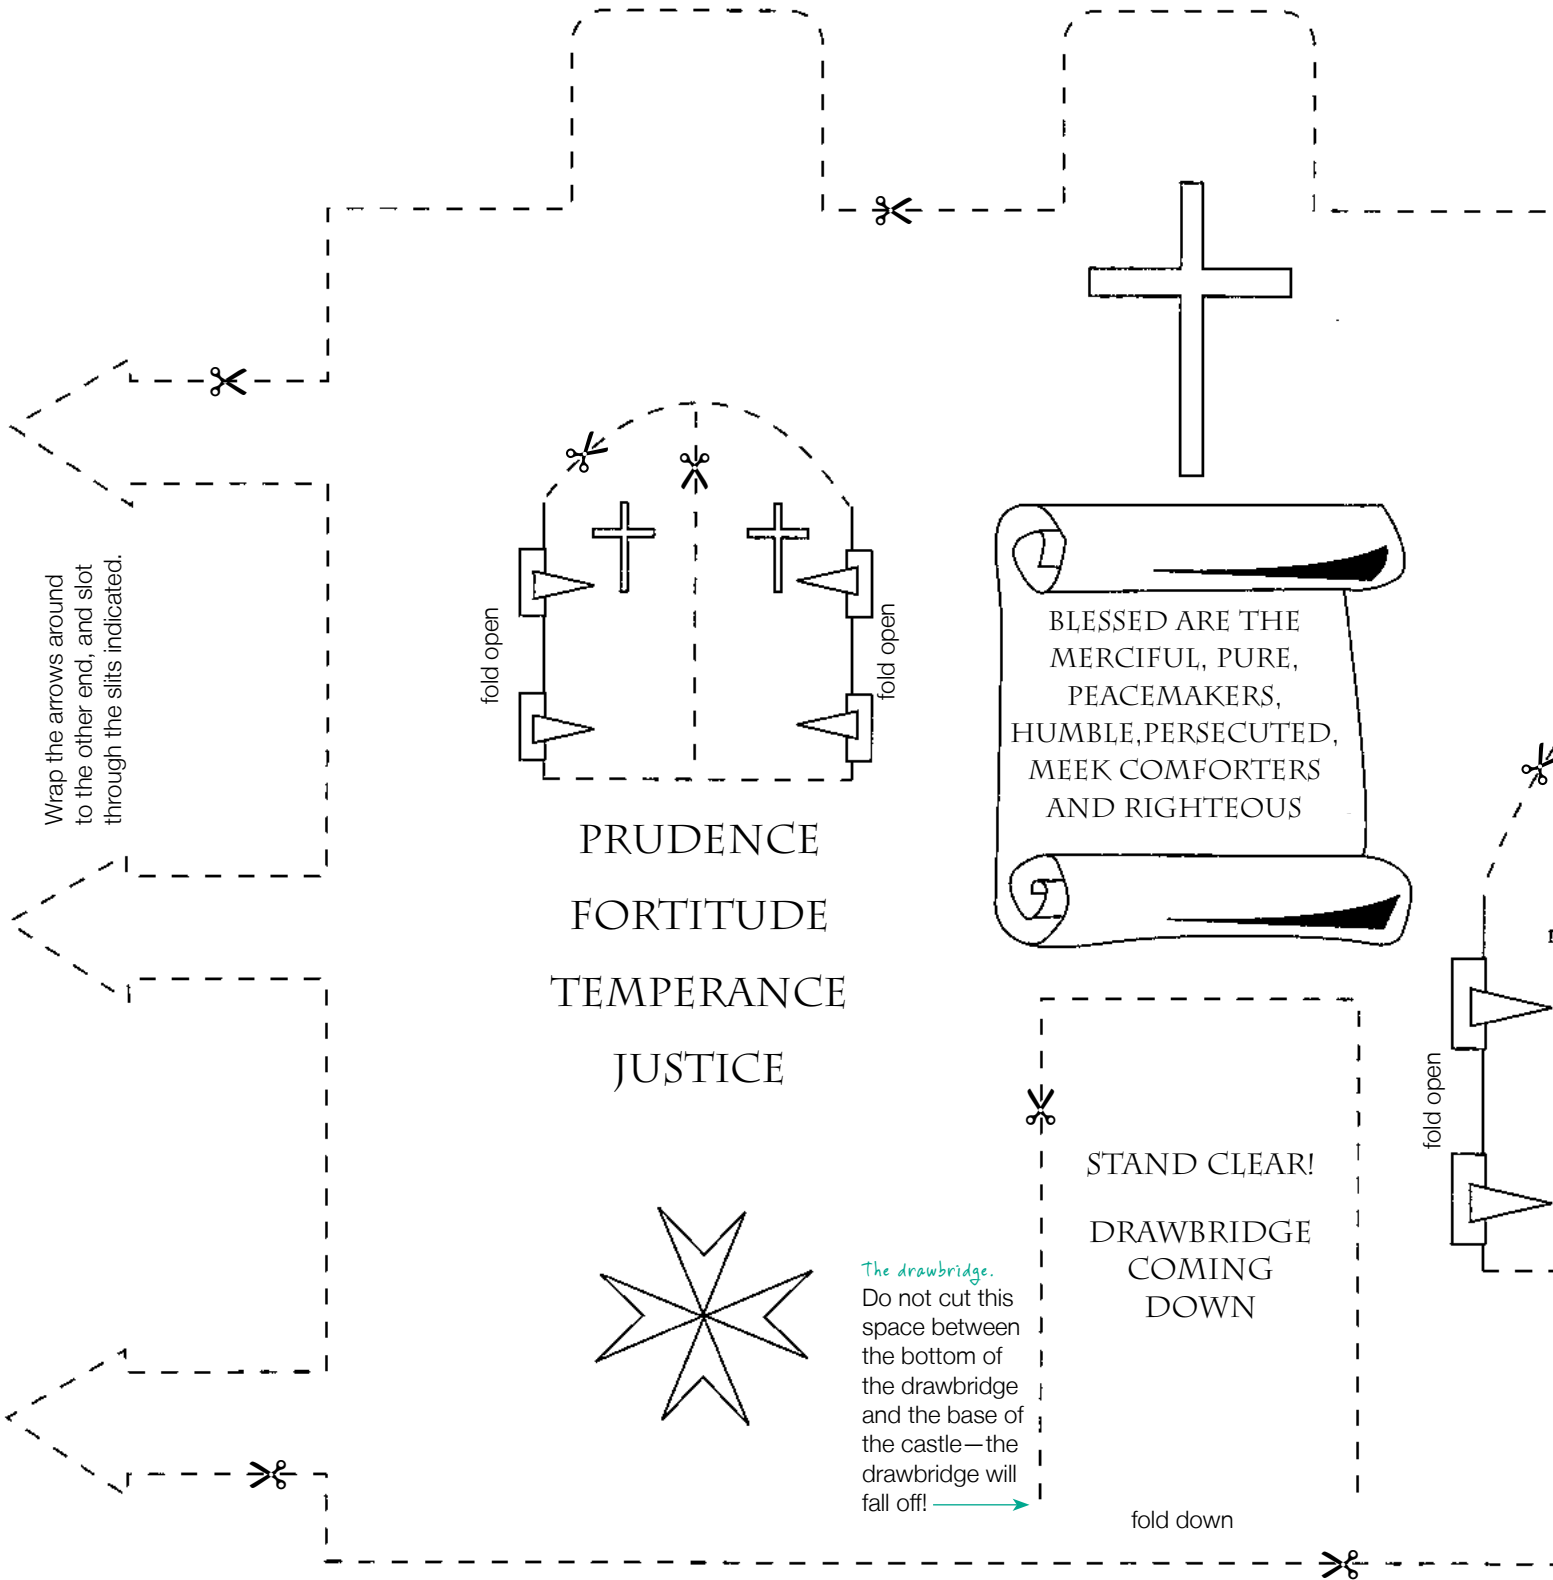 Wrap the arrows around
to the other end, and slot
through the slits indicated.
fold open
fold open
PRUDENCE
FORTITUDE
TEMPERANCE
JUSTICE
BLESSED ARE THE
MERCIFUL, PURE,
PEACEMAKERS,
HUMBLE,PERSECUTED,
MEEK COMFORTERS
AND RIGHTEOUS
STAND CLEAR!
DRAWBRIDGE
COMING
DOWN
The drawbridge.
Do not cut this
space between
the bottom of
the drawbridge
and the base of
the castle—the
drawbridge will
fall off!
fold down
fold open